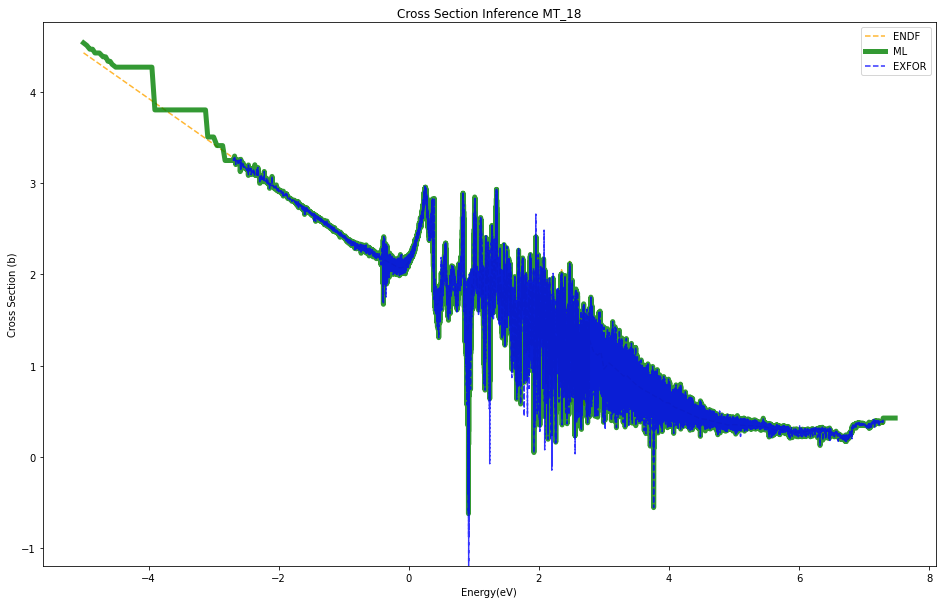 Cross Section Inference MT_18
ENDF
ML
EXFOR
Cross Section (b)
4
3
2
1
0
−1
−4
−2
0
2
4
6
8
Energy(eV)